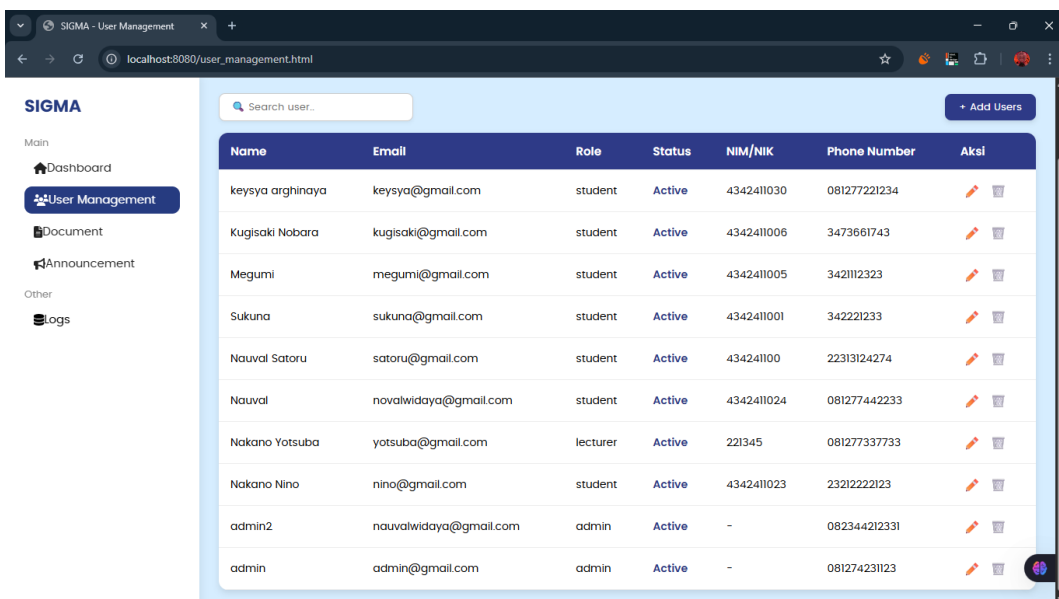 SIGMA - User Management
localhost:8080/user_management.html
SIGMA
Main
Dashboard
User Management
Document
Announcement
Other
Logs
Search user..
+ Add Users
Name Email Role Status NIM/NIK Phone Number Aksi
keysya arghinaya keysya@gmail.com student Active 4342411030 081277221234
Kugisaki Nobara kugisaki@gmail.com student Active 4342411006 3473661743
Megumi megumi@gmail.com student Active 4342411005 3421112323
Sukuna sukuna@gmail.com student Active 4342411001 342221233
Nauval Satoru satoru@gmail.com student Active 434241100 22313124274
Nauval novalwidaya@gmail.com student Active 4342411024 081277442233
Nakano Yotsuba yotsuba@gmail.com lecturer Active 221345 081277337733
Nakano Nino nino@gmail.com student Active 4342411023 23212222123
admin2 nauvalwidaya@gmail.com admin Active - 082344212331
admin admin@gmail.com admin Active - 081274231123